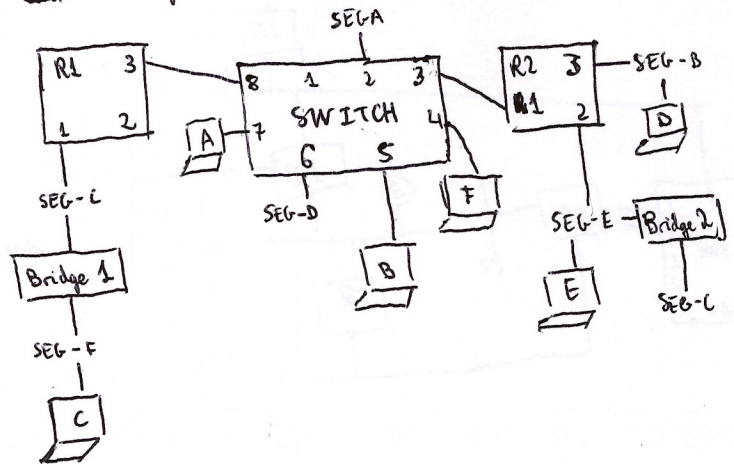 SEGA
R1 3
1 2
8 1 2 3
SWITCH
7 4
6 5
A
R2 3
R1 2
SEG-B
D
SEG-C
SEG-D
F
B
SEG-E
Bridge 2
E
SEG-C
Bridge 1
SEG-F
C